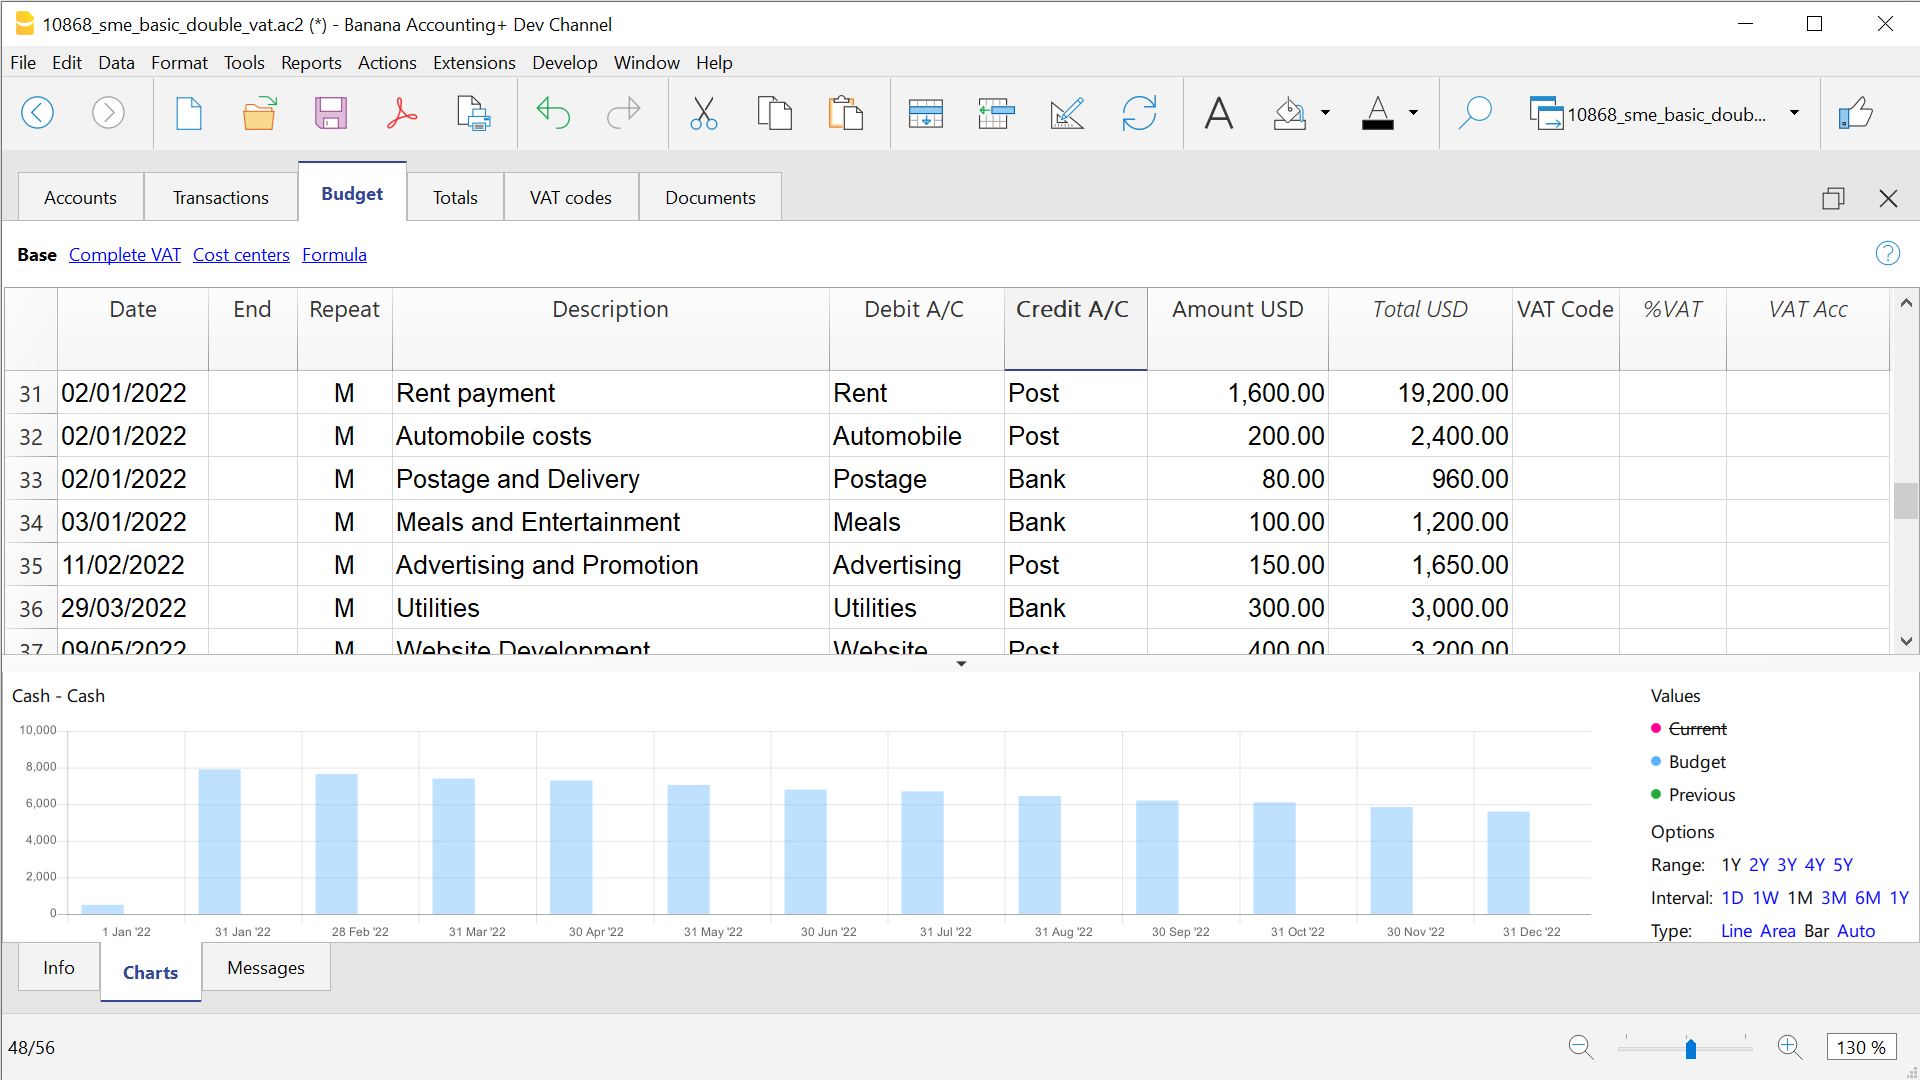 10868_sme_basic_double_vat.ac2 (*) - Banana Accounting+ Dev Channel
File Edit Data Format Tools Reports Actions Extensions Develop Window Help
A A 10868_sme_basic_doub...
Accounts Transactions Budget Totals VAT codes Documents
Base Complete VAT Cost centers Formula ?
Date End Repeat Description Debit A/C Credit A/C Amount USD Total USD VAT Code %VAT VAT Acc
31 02/01/2022 M Rent payment Rent Post 1,600.00 19,200.00
32 02/01/2022 M Automobile costs Automobile Post 200.00 2,400.00
33 02/01/2022 M Postage and Delivery Postage Bank 80.00 960.00
34 03/01/2022 M Meals and Entertainment Meals Bank 100.00 1,200.00
35 11/02/2022 M Advertising and Promotion Advertising Post 150.00 1,650.00
36 29/03/2022 M Utilities Utilities Bank 300.00 3,000.00
37 09/05/2022 M Website Development Website Post 400.00 3,200.00
Cash - Cash
10,000
8,000
6,000
4,000
2,000
0
1 Jan '22 31 Jan '22 28 Feb '22 31 Mar '22 30 Apr '22 31 May '22 30 Jun '22 31 Jul '22 31 Aug '22 30 Sep '22 31 Oct '22 30 Nov '22 31 Dec '22
Values
Current
Budget
Previous
Options
Range: 1Y 2Y 3Y 4Y 5Y
Interval: 1D 1W 1M 3M 6M 1Y
Type: Line Area Bar Auto
Info Charts Messages
48/56
130 %